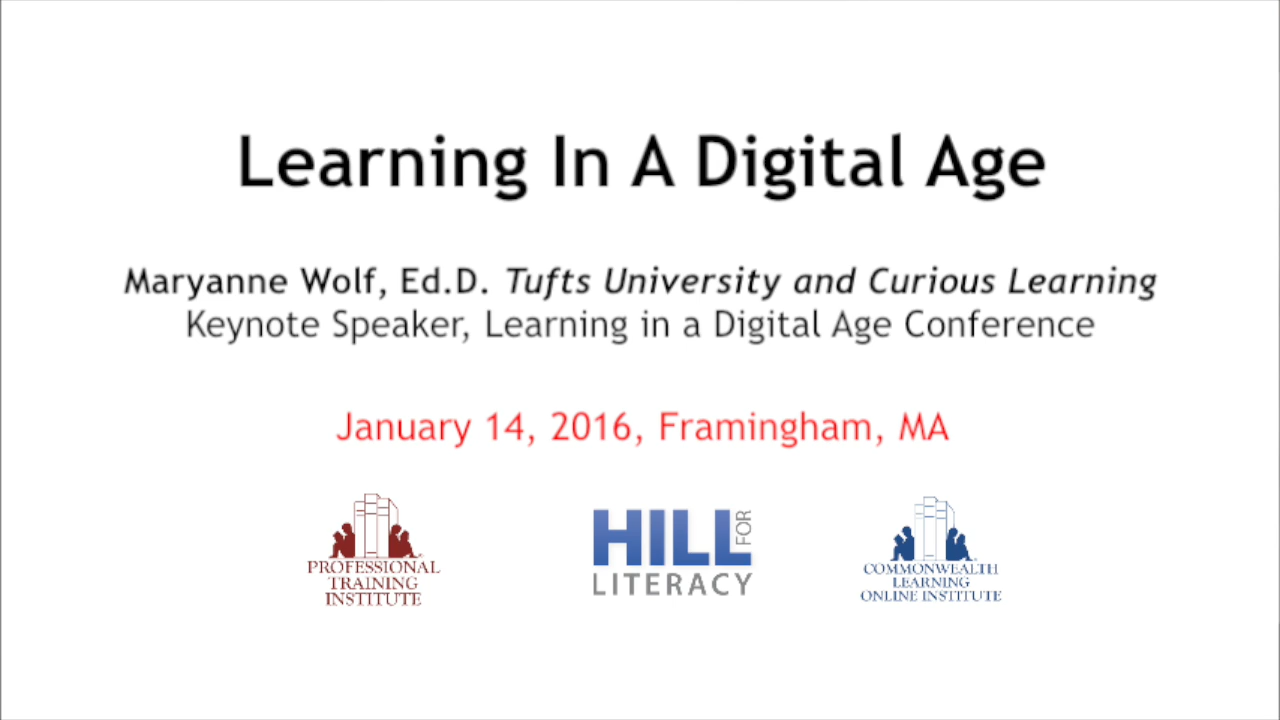 Learning In A Digital Age
Maryanne Wolf, Ed.D. Tufts University and Curious Learning
Keynote Speaker, Learning in a Digital Age Conference
January 14, 2016, Framingham, MA
PROFESSIONAL
TRAINING
INSTITUTE
HILL FOR
LITERACY
COMMONWEALTH
LEARNING
ONLINE INSTITUTE